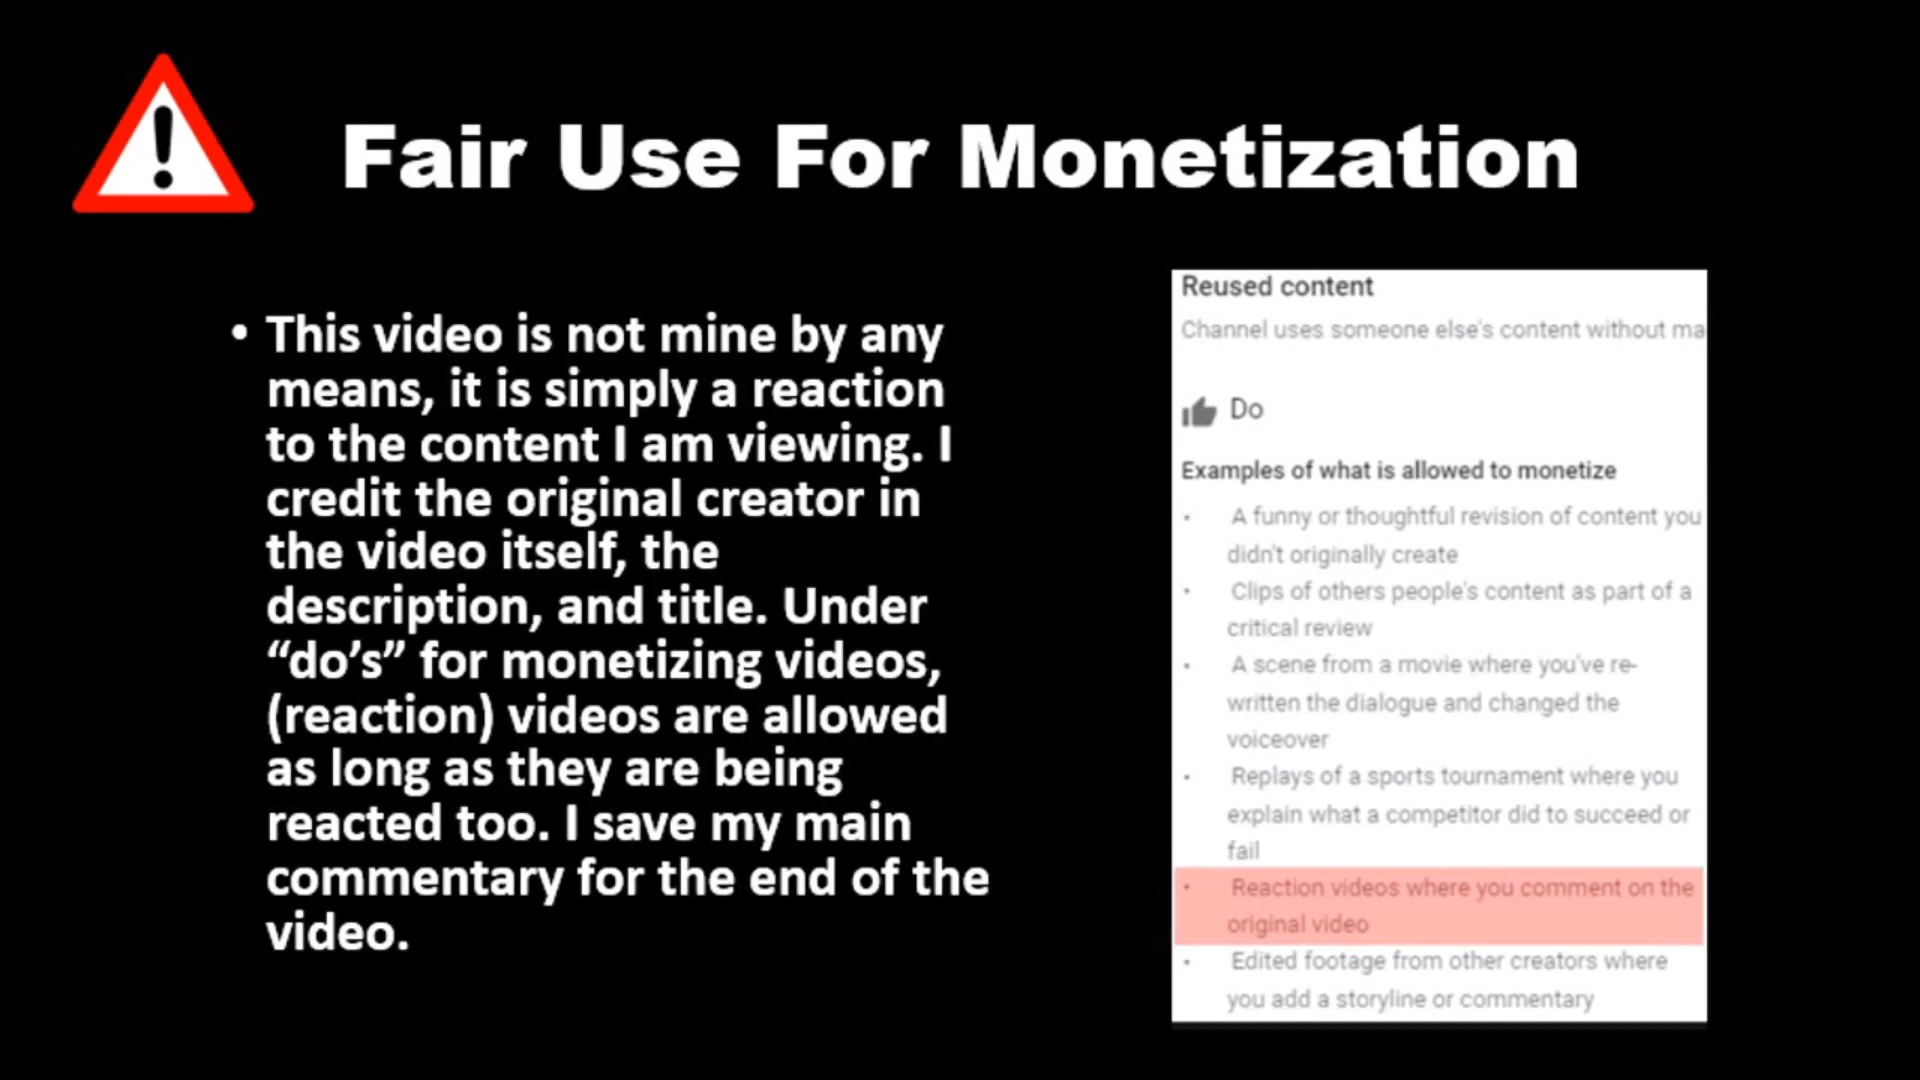 Fair Use For Monetization
• This video is not mine by any
means, it is simply a reaction
to the content I am viewing. I
credit the original creator in
the video itself, the
description, and title. Under
“do’s” for monetizing videos,
(reaction) videos are allowed
as long as they are being
reacted too. I save my main
commentary for the end of the
video.
Reused content
Channel uses someone else's content without ma
Do
Examples of what is allowed to monetize
• A funny or thoughtful revision of content you
didn't originally create
• Clips of others people's content as part of a
critical review
• A scene from a movie where you've re-
written the dialogue and changed the
voiceover
• Replays of a sports tournament where you
explain what a competitor did to succeed or
fail
• Reaction videos where you comment on the
original video
• Edited footage from other creators where
you add a storyline or commentary